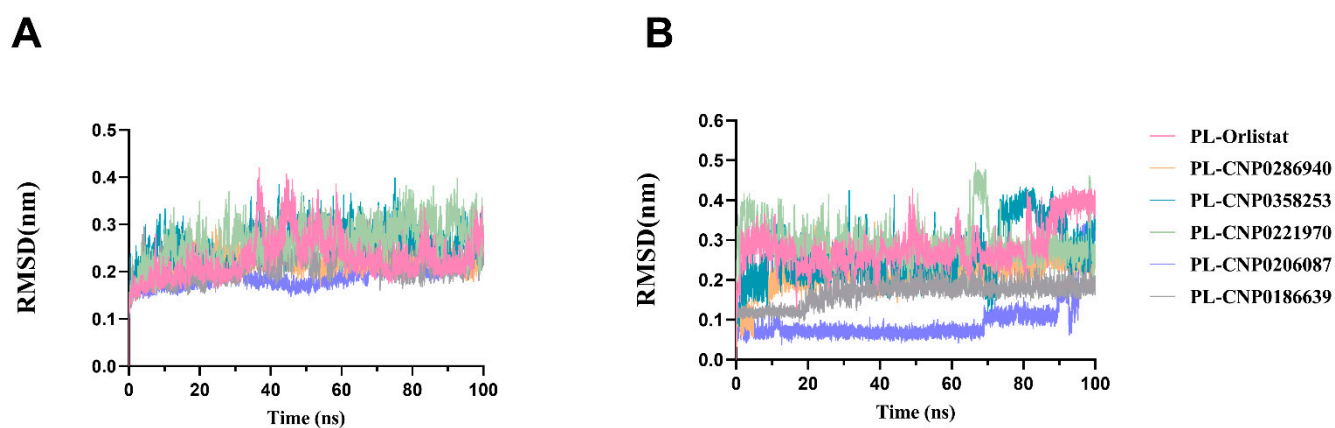 A
B
RMSD(nm)
0.5
0.4
0.3
0.2
0.1
0.0
0 20 40 60 80 100
Time (ns)
RMSD(nm)
0.6
0.5
0.4
0.3
0.2
0.1
0.0
0 20 40 60 80 100
Time (ns)
PL-Orlistat
PL-CNP0286940
PL-CNP0358253
PL-CNP0221970
PL-CNP0206087
PL-CNP0186639